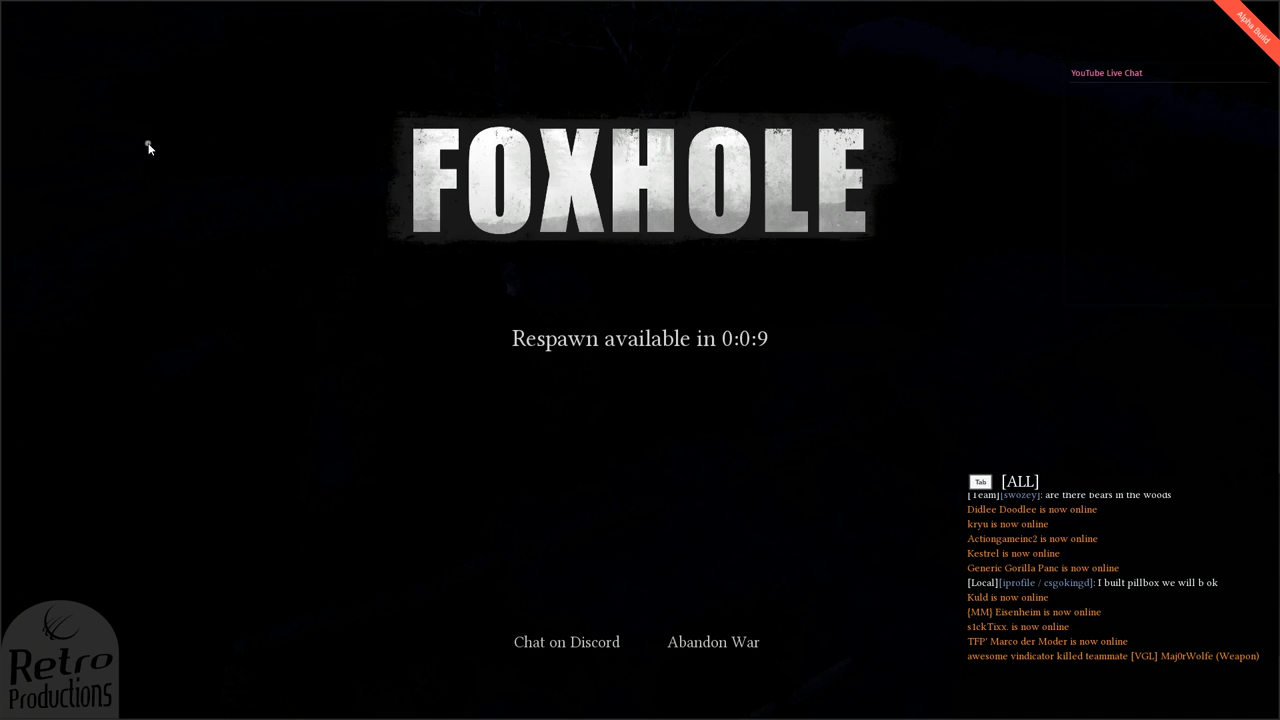 Alpha Build
YouTube Live Chat
FOXHOLE
Respawn available in 0:0:9
Tab [ALL]
[Team][swozey]: are there bears in the woods
Didlee Doodlee is now online
kryu is now online
Actiongameinc2 is now online
Kestrel is now online
Generic Gorilla Panc is now online
[Local][iprofile / csgokingd]: I built pillbox we will b ok
Kuld is now online
{MM} Eisenheim is now online
s1ckTixx. is now online
TFP' Marco der Moder is now online
awesome vindicator killed teammate [VGL] Maj0rWolfe (Weapon)
Chat on Discord Abandon War
Retro
Productions